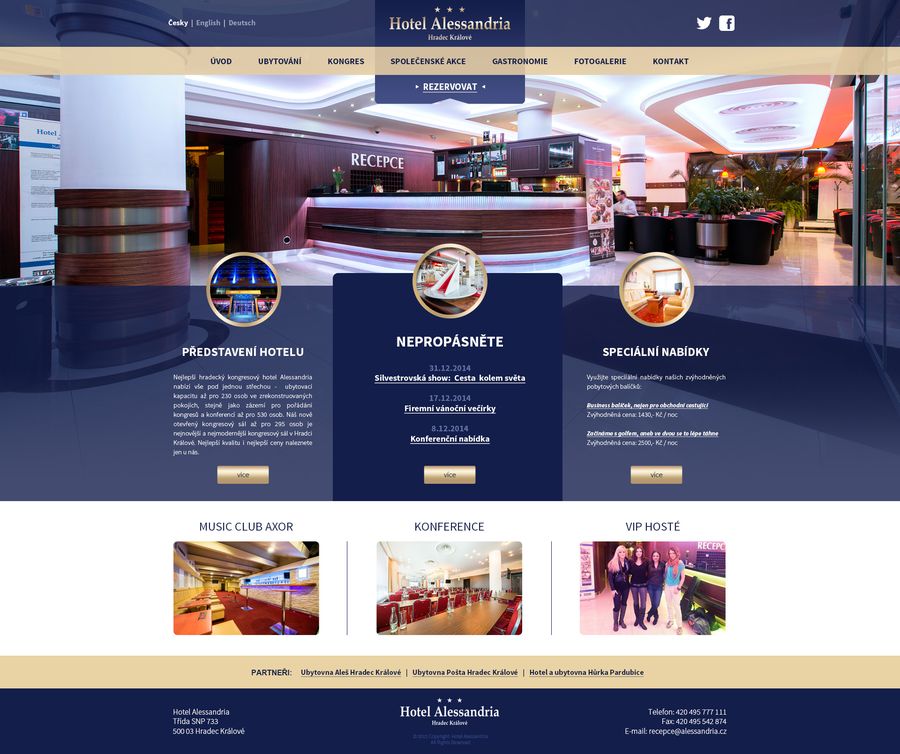 Česky | English | Deutsch
Hotel Alessandria
Hradec Králové
ÚVOD UBYTOVÁNÍ KONGRES SPOLEČENSKÉ AKCE GASTRONOMIE FOTOGALERIE KONTAKT
REZERVOVAT
RECEPCE
PŘEDSTAVENÍ HOTELU
Nejlepší hradecký kongresový hotel Alessandria
nabízí vše pod jednou střechou - ubytovací
kapacitu až pro 230 osob ve zrekonstruovaných
pokojích, stejně jako zázemí pro pořádání
kongresů a konferencí až pro 530 osob. Náš nově
otevřený kongresový sál až pro 295 osob je
nejnovější a nejmodernější kongresový sál v Hradci
Králové. Nejlepší kvalitu i nejlepší ceny naleznete
jen u nás.
více
NEPROPÁSNĚTE
31.12.2014
Silvestrovská show: Cesta kolem světa
17.12.2014
Firemní vánoční večírky
8.12.2014
Konferenční nabídka
více
SPECIÁLNÍ NABÍDKY
Využijte speciální nabídky našich zvýhodněných
pobytových balíčků:
Business balíček, nejen pro obchodní cestující
Zvýhodněná cena: 1430,- Kč / noc
Začínáme s golfem, aneb ve dvou se to lépe táhne
Zvýhodněná cena: 2500,- Kč / noc
více
MUSIC CLUB AXOR
KONFERENCE
VIP HOSTÉ
RECEPC
PARTNEŘI: Ubytovna Aleš Hradec Králové | Ubytovna Pošta Hradec Králové | Hotel a ubytovna Hůrka Pardubice
Hotel Alessandria
Třída SNP 733
500 03 Hradec Králové
Hotel Alessandria
Hradec Králové
All Rights Reserved
Telefon: 420 495 777 111
Fax: 420 495 542 874
E-mail: recepce@alessandria.cz